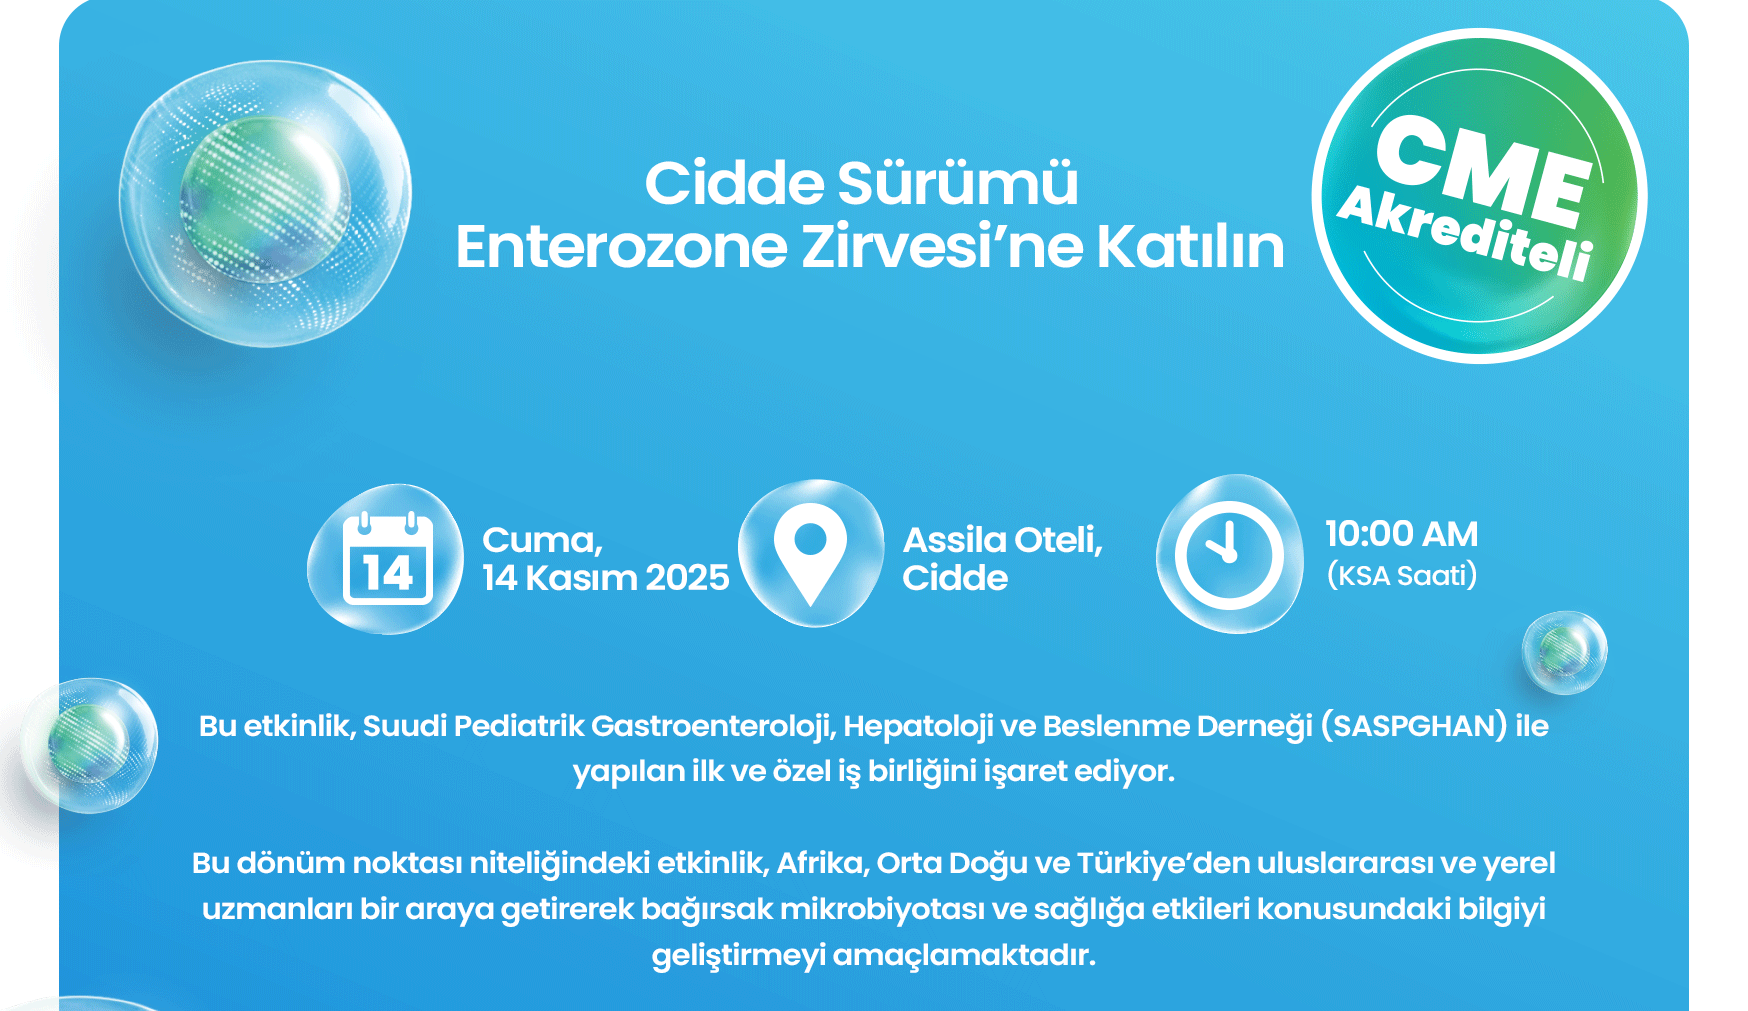 Cidde Sürümü
Enterozone Zirvesi’ne Katılın
CME
Akrediteli
14
Cuma,
14 Kasım 2025
Assila Oteli,
Cidde
10:00 AM
(KSA Saati)
Bu etkinlik, Suudi Pediatrik Gastroenteroloji, Hepatoloji ve Beslenme Derneği (SASPGHAN) ile
yapılan ilk ve özel iş birliğini işaret ediyor.
Bu dönüm noktası niteliğindeki etkinlik, Afrika, Orta Doğu ve Türkiye’den uluslararası ve yerel
uzmanları bir araya getirerek bağırsak mikrobiyotası ve sağlığa etkileri konusundaki bilgiyi
geliştirmeyi amaçlamaktadır.